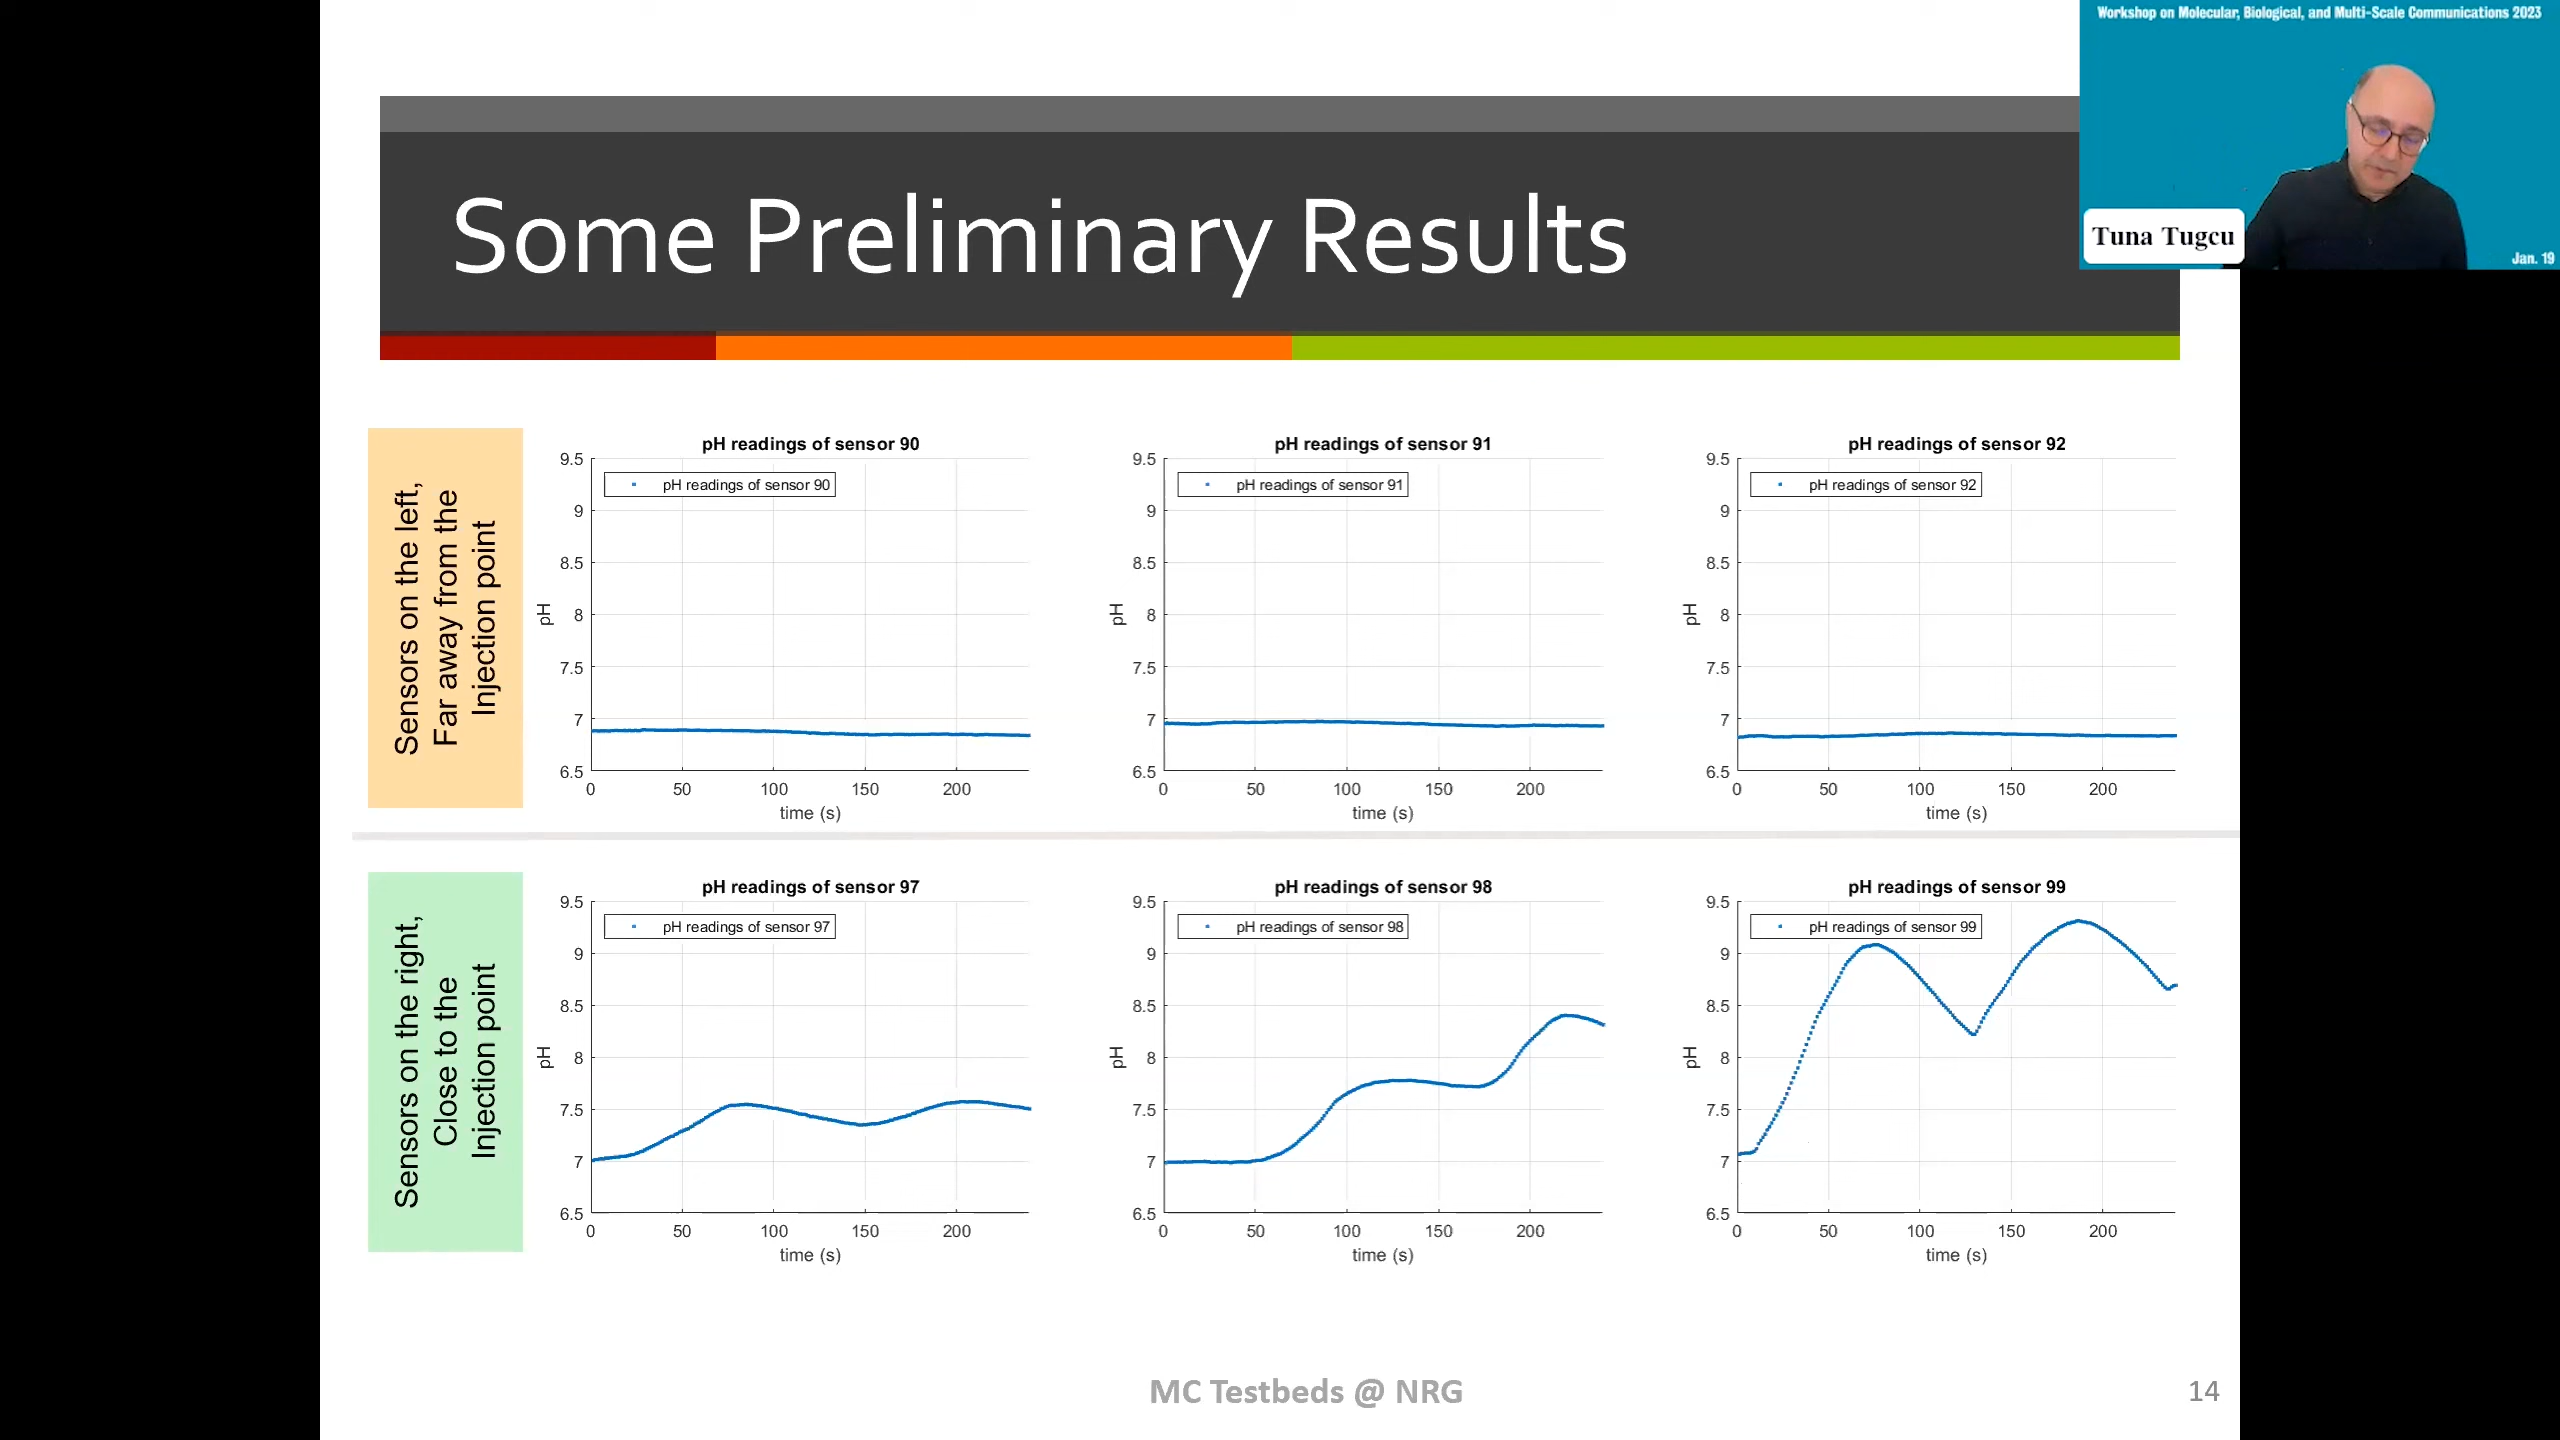 Workshop on Molecular, Biological, and Multi-Scale Communications 2023
Tuna Tugcu
Jan. 19
Some Preliminary Results
Sensors on the left,
Far away from the
Injection point
pH readings of sensor 90
pH readings of sensor 90
9.5
9
8.5
8
7.5
7
6.5
pH
0 50 100 150 200
time (s)
pH readings of sensor 91
pH readings of sensor 91
9.5
9
8.5
8
7.5
7
6.5
pH
0 50 100 150 200
time (s)
pH readings of sensor 92
pH readings of sensor 92
9.5
9
8.5
8
7.5
7
6.5
pH
0 50 100 150 200
time (s)
Sensors on the right,
Close to the
Injection point
pH readings of sensor 97
pH readings of sensor 97
9.5
9
8.5
8
7.5
7
6.5
pH
0 50 100 150 200
time (s)
pH readings of sensor 98
pH readings of sensor 98
9.5
9
8.5
8
7.5
7
6.5
pH
0 50 100 150 200
time (s)
pH readings of sensor 99
pH readings of sensor 99
9.5
9
8.5
8
7.5
7
6.5
pH
0 50 100 150 200
time (s)
MC Testbeds @ NRG
14